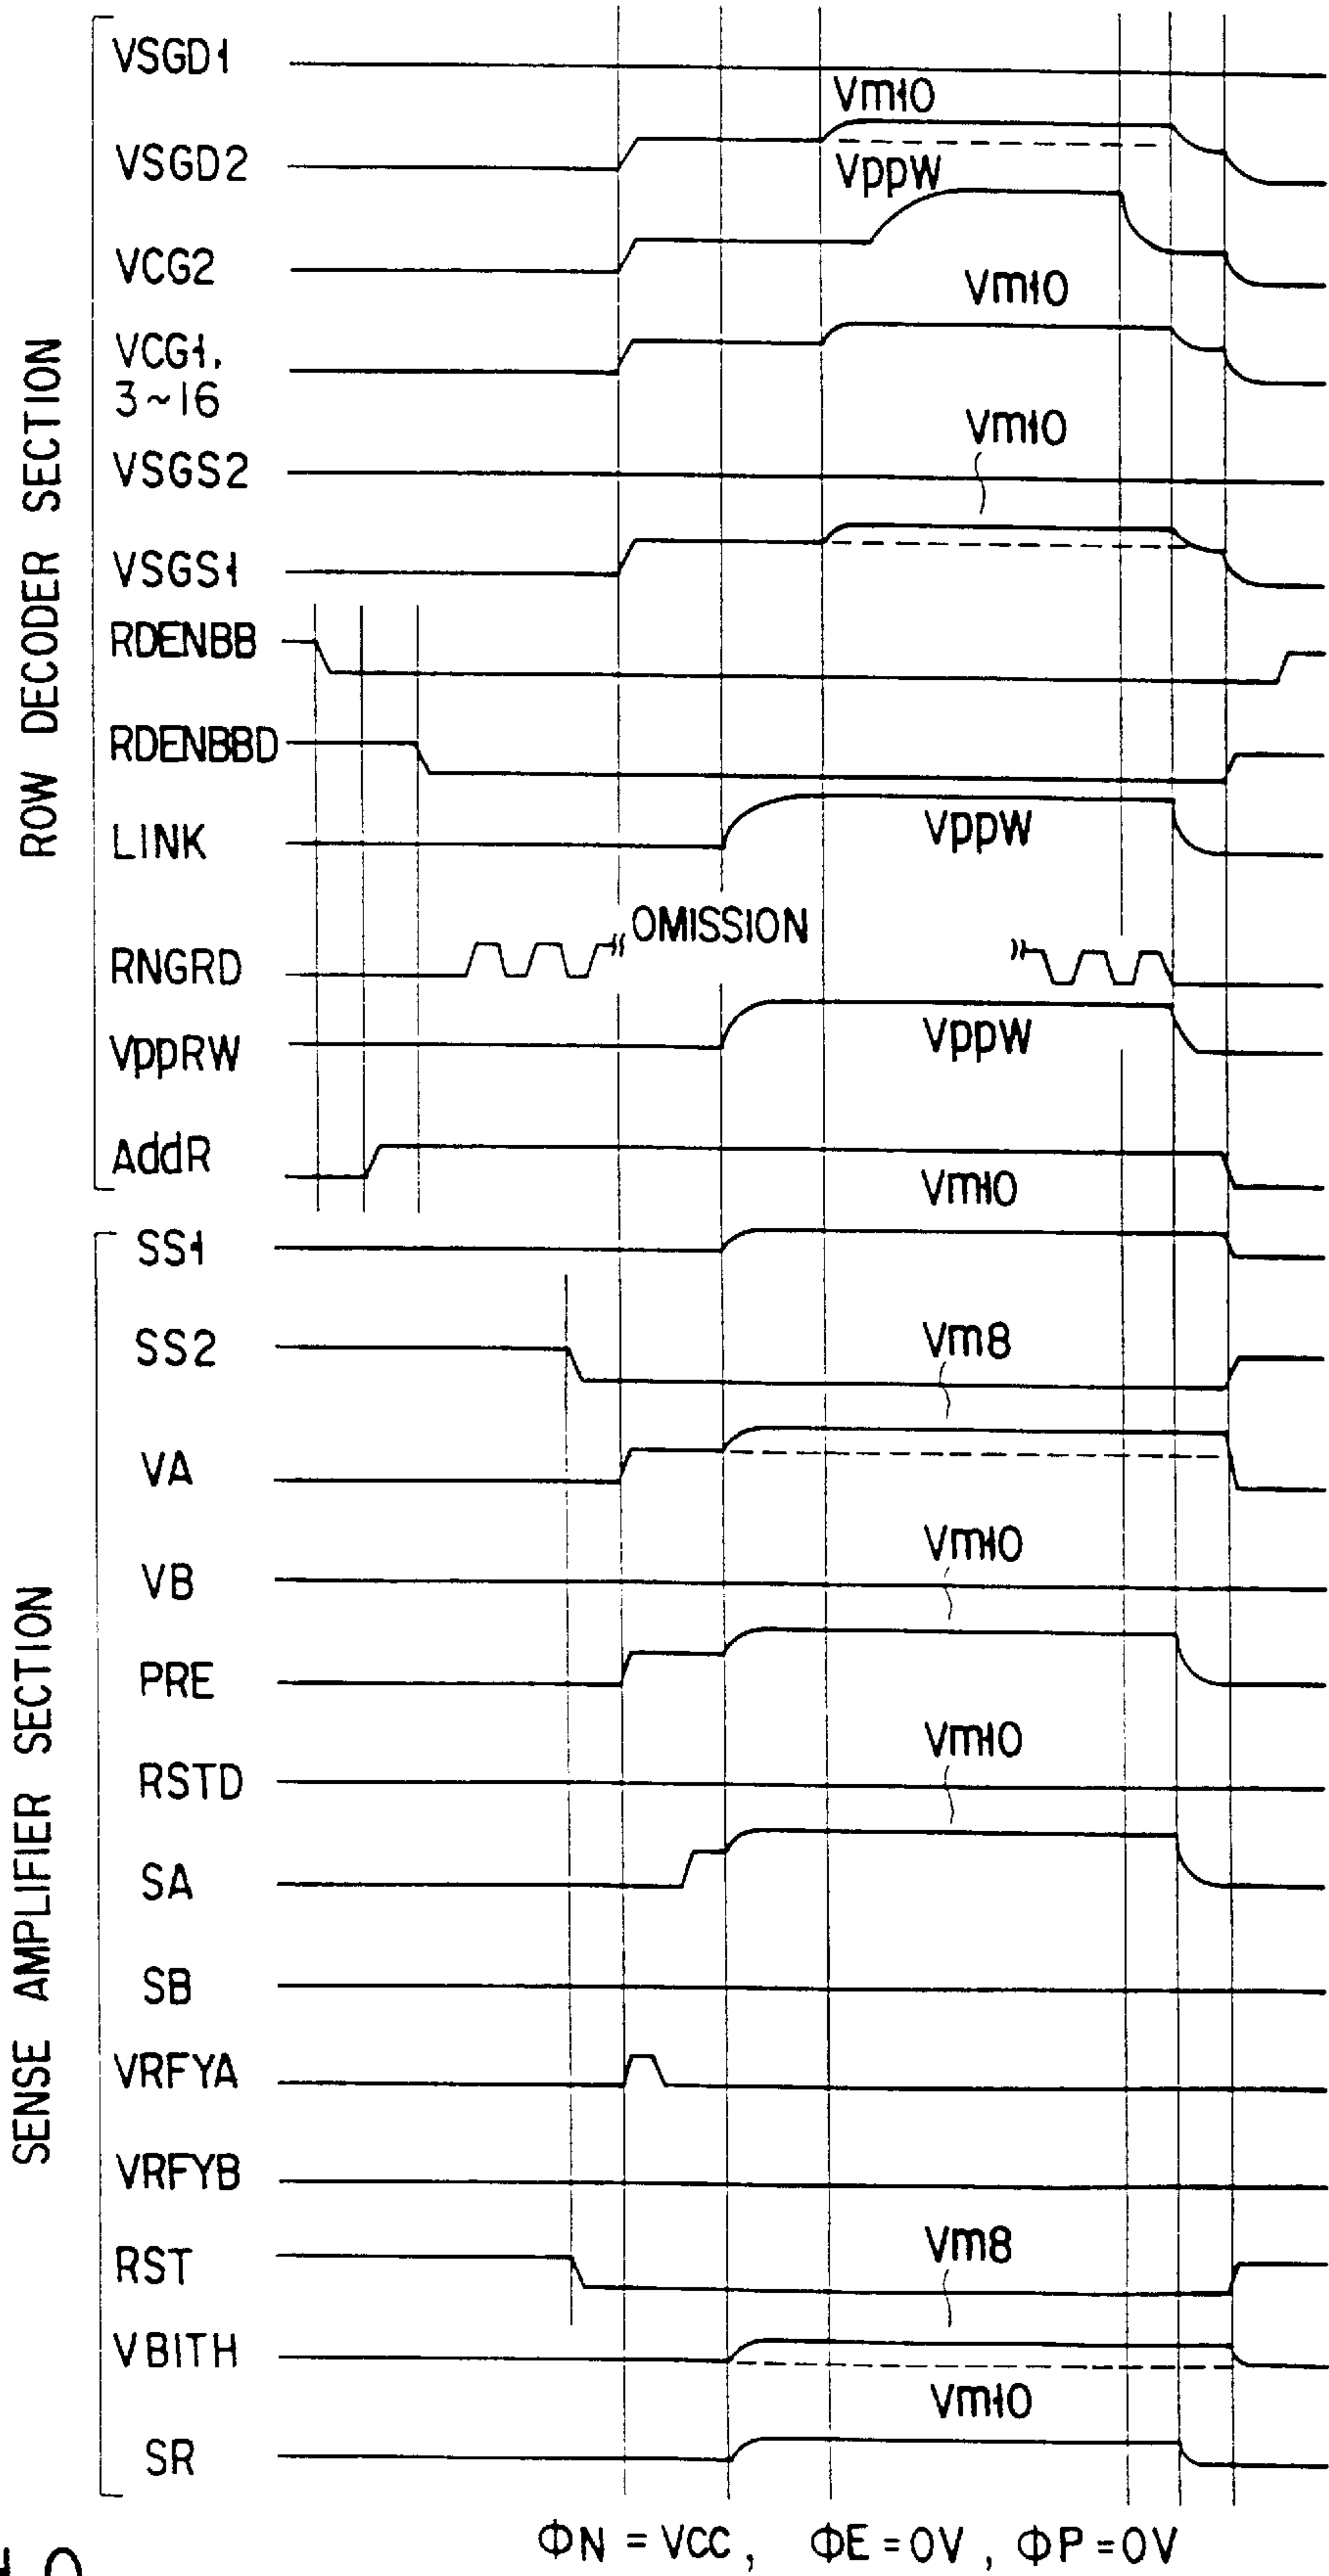 ROW DECODER SECTION
VSGD1
Vm10
VSGD2
VppW
VCG2
Vm10
VCG1,
3~16
Vm10
VSGS2
VSGS1
RDENBB
RDENBBD
LINK
VppW
OMISSION
RNGRD
VppRW
VppW
AddR
Vm10
SENSE AMPLIFIER SECTION
SS1
SS2
Vm8
VA
Vm10
VB
PRE
Vm10
RSTD
SA
SB
VRFYA
VRFYB
Vm8
RST
VBITH
Vm10
SR
ΦN = VCC, ΦE = 0V, ΦP = 0V